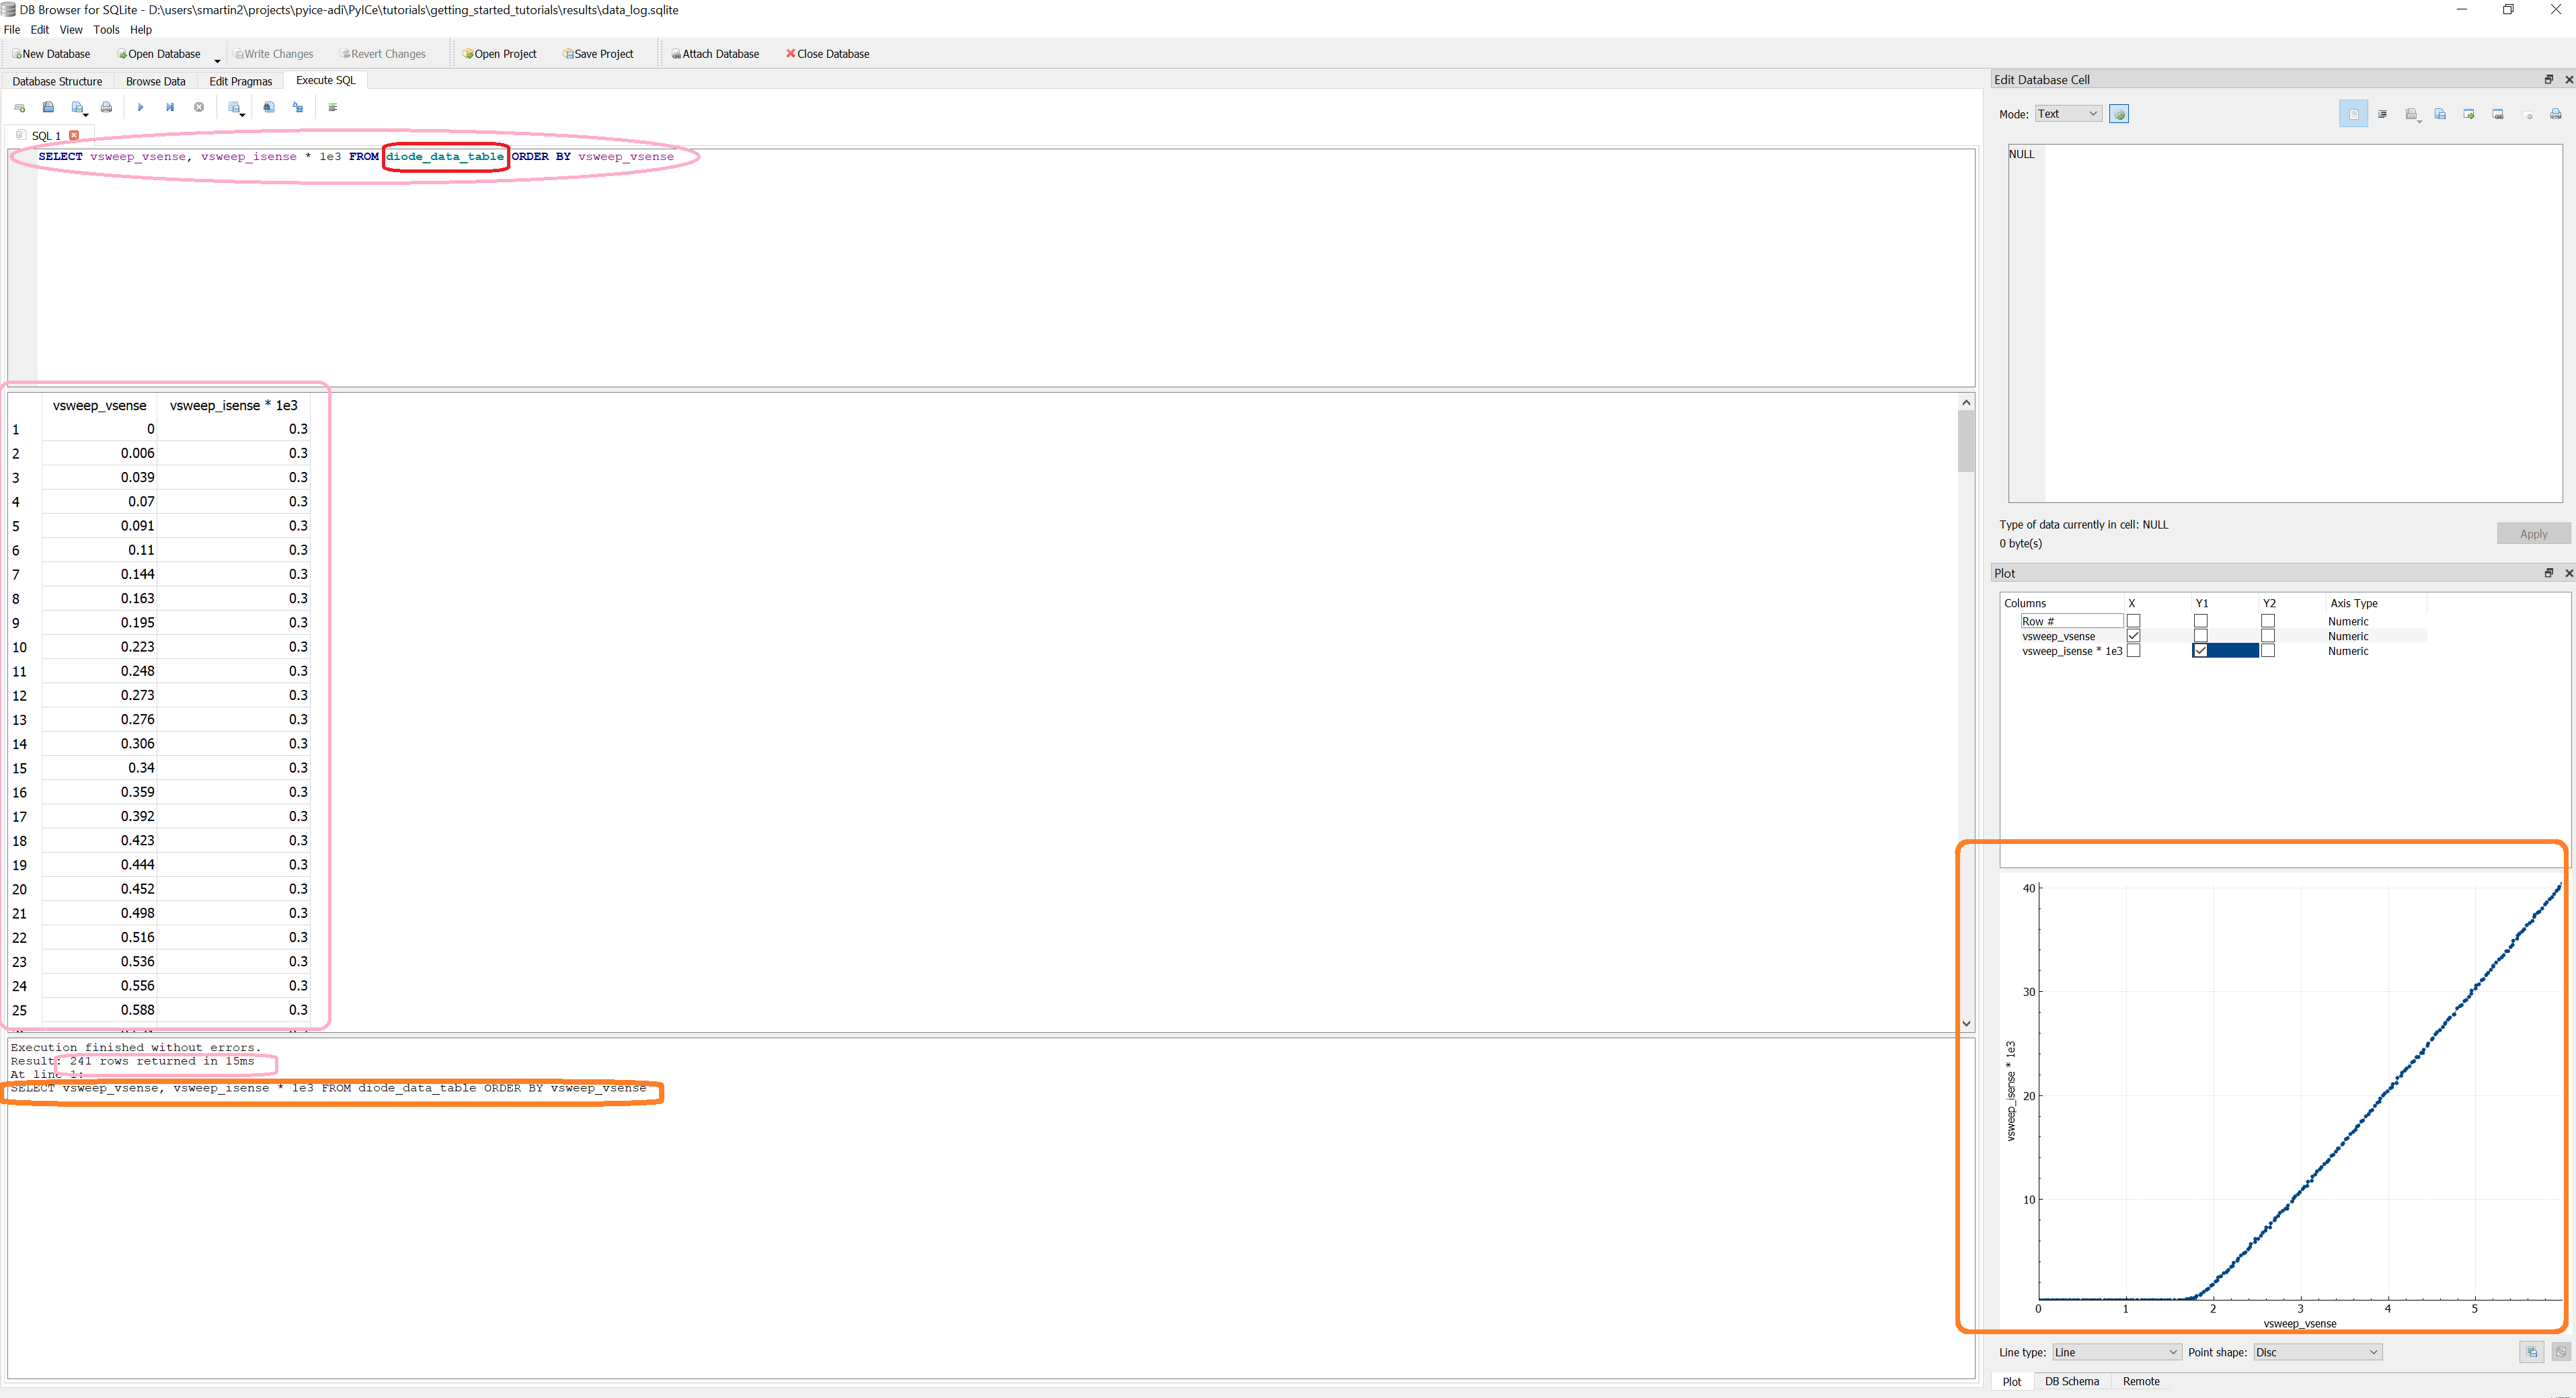 DB Browser for SQLite - D:\users\smartin2\projects\pyice-adi\PyICe\tutorials\getting_started_tutorials\results\data_log.sqlite
File Edit View Tools Help
New Database Open Database Write Changes Revert Changes Open Project Save Project Attach Database Close Database
Database Structure Browse Data Edit Pragmas Execute SQL
SQL 1
SELECT vsweep_vsense, vsweep_isense * 1e3 FROM diode_data_table ORDER BY vsweep_vsense
vsweep_vsense vsweep_isense * 1e3
1 0 0.3
2 0.006 0.3
3 0.039 0.3
4 0.07 0.3
5 0.091 0.3
6 0.11 0.3
7 0.144 0.3
8 0.163 0.3
9 0.195 0.3
10 0.223 0.3
11 0.248 0.3
12 0.273 0.3
13 0.276 0.3
14 0.306 0.3
15 0.34 0.3
16 0.359 0.3
17 0.392 0.3
18 0.423 0.3
19 0.444 0.3
20 0.452 0.3
21 0.498 0.3
22 0.516 0.3
23 0.536 0.3
24 0.556 0.3
25 0.588 0.3
Execution finished without errors.
Result: 241 rows returned in 15ms
At line 1:
SELECT vsweep_vsense, vsweep_isense * 1e3 FROM diode_data_table ORDER BY vsweep_vsense
Edit Database Cell
Mode: Text
NULL
Type of data currently in cell: NULL
0 byte(s)
Apply
Plot
Columns X Y1 Y2 Axis Type
Row # Numeric
vsweep_vsense Numeric
vsweep_isense * 1e3 Numeric
40
30
20
10
vsweep_isense * 1e3
0 1 2 3 4 5
vsweep_vsense
Line type: Line Point shape: Disc
Plot DB Schema Remote